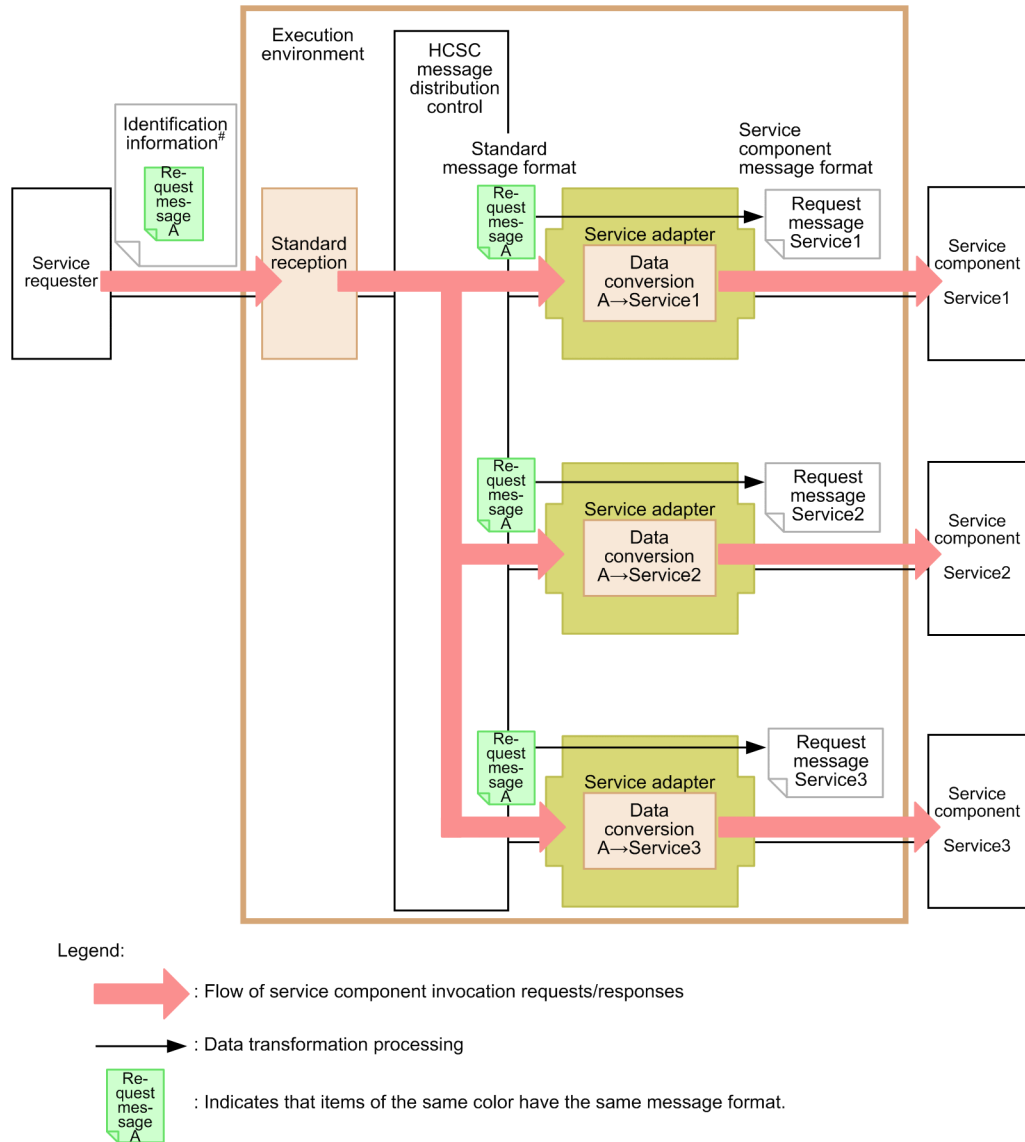 Execution
environment
HCSC
message
distribution
control
Identification
information#
Re-
quest
mes-
sage
A
Standard
message format
Service
component
message format
Service
requester
Standard
reception
Re-
quest
mes-
sage
A
Service adapter
Data
conversion
A→Service1
Request
message
Service1
Service
component
Service1
Re-
quest
mes-
sage
A
Service adapter
Data
conversion
A→Service2
Request
message
Service2
Service
component
Service2
Re-
quest
mes-
sage
A
Service adapter
Data
conversion
A→Service3
Request
message
Service3
Service
component
Service3
Legend:
: Flow of service component invocation requests/responses
: Data transformation processing
Re-
quest
mes-
sage
A
: Indicates that items of the same color have the same message format.